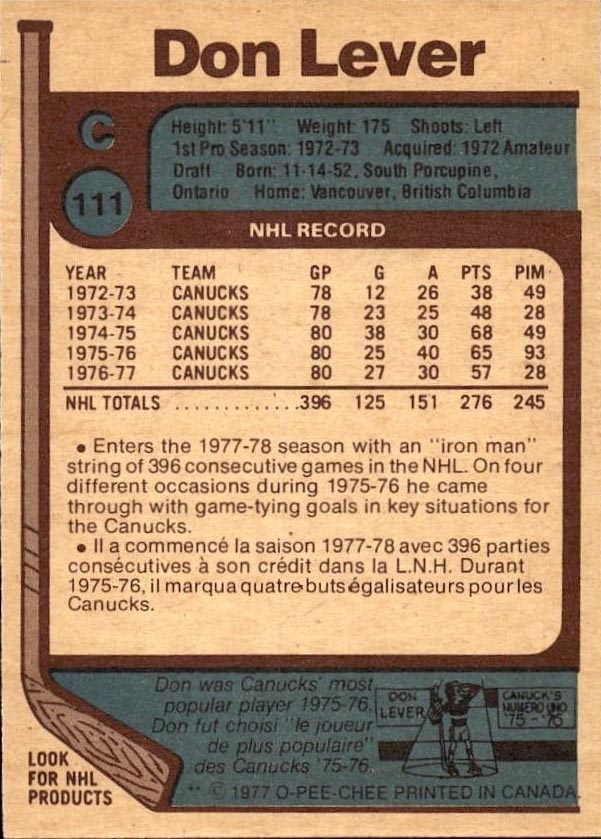 Don Lever
C
111
Height: 5'11" Weight: 175 Shoots: Left
1st Pro Season: 1972-73 Acquired: 1972 Amateur
Draft Born: 11-14-52, South Porcupine,
Ontario Home: Vancouver, British Columbia
NHL RECORD
YEAR TEAM GP G A PTS PIM
1972-73 CANUCKS 78 12 26 38 49
1973-74 CANUCKS 78 23 25 48 28
1974-75 CANUCKS 80 38 30 68 49
1975-76 CANUCKS 80 25 40 65 93
1976-77 CANUCKS 80 27 30 57 28
NHL TOTALS ............396 125 151 276 245
• Enters the 1977-78 season with an "iron man"
string of 396 consecutive games in the NHL. On four
different occasions during 1975-76 he came
through with game-tying goals in key situations for
the Canucks.
• Il a commencé la saison 1977-78 avec 396 parties
consécutives à son crédit dans la L.N.H. Durant
1975-76, il marqua quatre buts égalisateurs pour les
Canucks.
Don was Canucks' most
popular player 1975-76.
Don fut choisi "le joueur
de plus populaire"
des Canucks '75-76.
DON
LEVER
CANUCK'S
NUMERO UNO
'75-'76
LOOK
FOR NHL
PRODUCTS
** © 1977 O-PEE-CHEE PRINTED IN CANADA